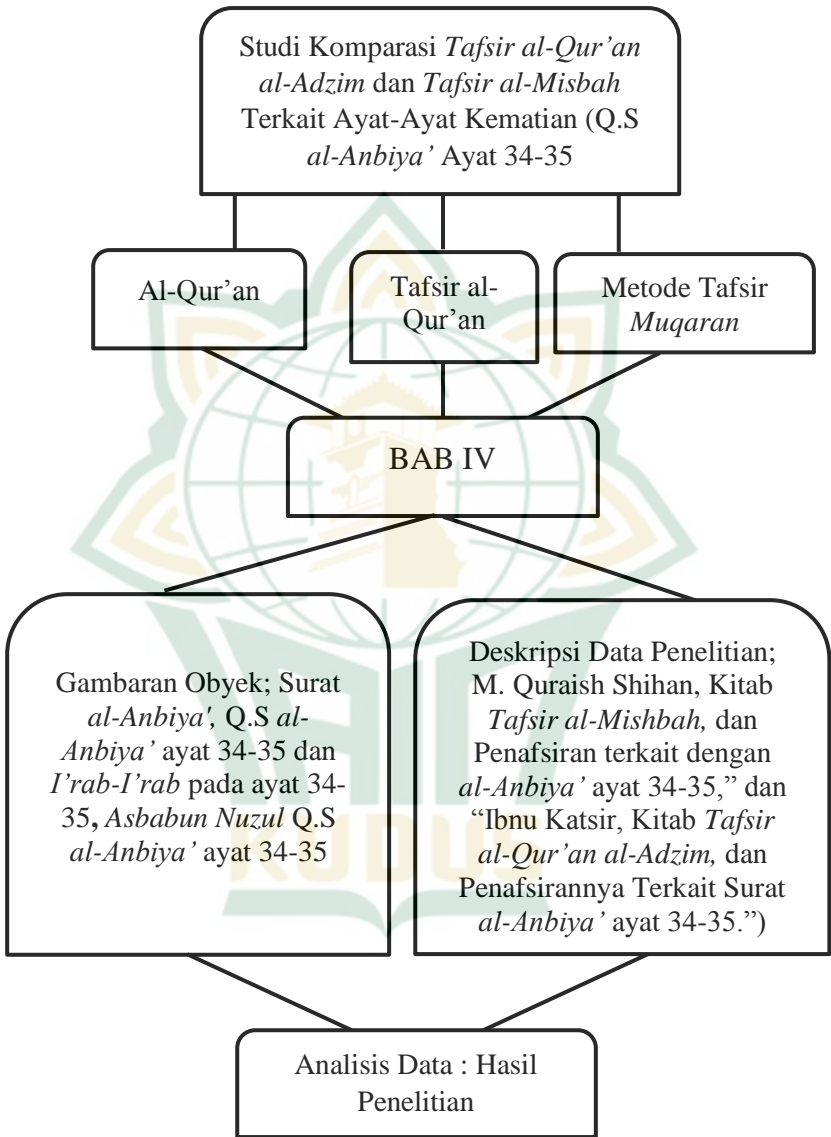 Studi Komparasi Tafsir al-Qur’an
al-Adzim dan Tafsir al-Misbah
Terkait Ayat-Ayat Kematian (Q.S
al-Anbiya’ Ayat 34-35
Al-Qur’an
Tafsir al-
Qur’an
Metode Tafsir
Muqaran
BAB IV
Gambaran Obyek; Surat
al-Anbiya', Q.S al-
Anbiya’ ayat 34-35 dan
I’rab-I’rab pada ayat 34-
35, Asbabun Nuzul Q.S
al-Anbiya’ ayat 34-35
Deskripsi Data Penelitian;
M. Quraish Shihan, Kitab
Tafsir al-Mishbah, dan
Penafsiran terkait dengan
al-Anbiya’ ayat 34-35,” dan
“Ibnu Katsir, Kitab Tafsir
al-Qur’an al-Adzim, dan
Penafsirannya Terkait Surat
al-Anbiya’ ayat 34-35.”)
KUDUS
Analisis Data : Hasil
Penelitian